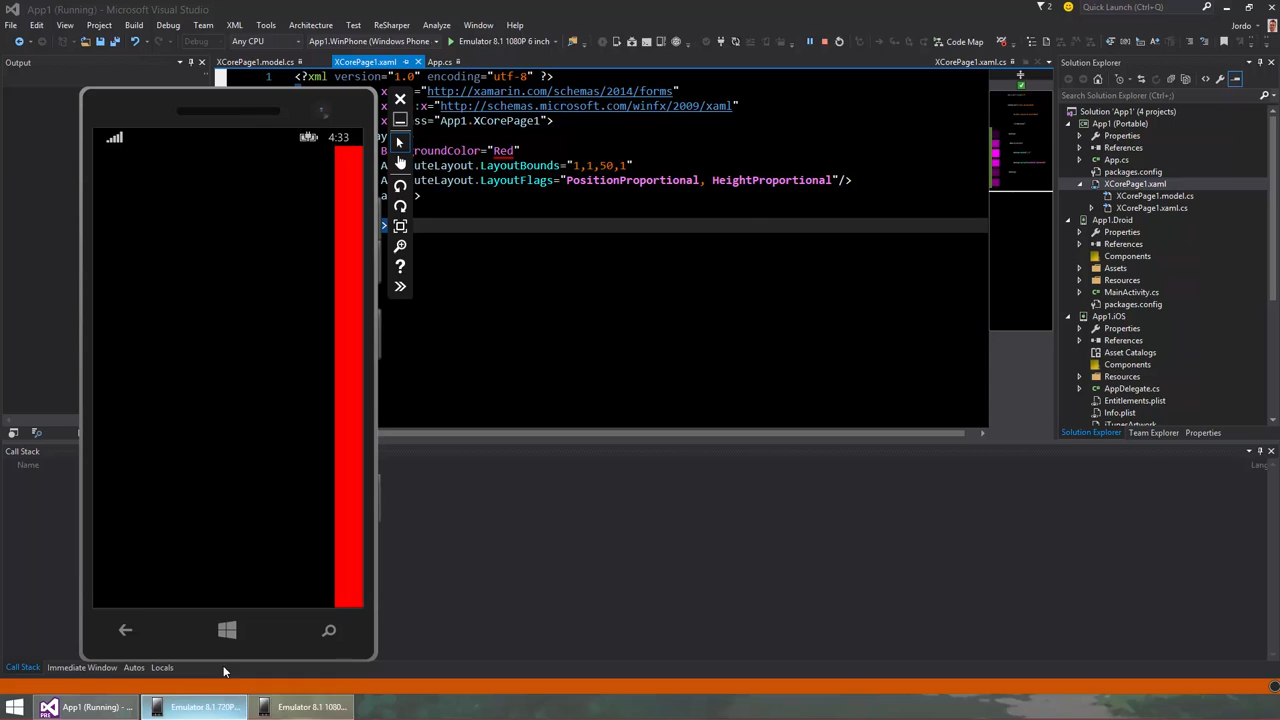 App1 (Running) - Microsoft Visual Studio
Quick Launch (Ctrl+Q)
File Edit View Project Build Debug Team XML Tools Architecture Test ReSharper Analyze Window Help
Jordo
Debug Any CPU App1.WinPhone (Windows Phone Emulator 8.1 1080P 6 inch Code Map
Output
XCorePage1.model.cs XCorePage1.xaml App.cs XCorePage1.xaml.cs
Solution Explorer
1 <?xml version="1.0" encoding="utf-8" ?>
="http://xamarin.com/schemas/2014/forms"
:x="http://schemas.microsoft.com/winfx/2009/xaml"
ss="App1.XCorePage1">
groundColor="Red"
uteLayout.LayoutBounds="1,1,50,1"
uteLayout.LayoutFlags="PositionProportional, HeightProportional"/>
>
>
4:33
Search Solution Explorer (Ctrl+;)
Solution 'App1' (4 projects)
App1 (Portable)
Properties
References
App.cs
packages.config
XCorePage1.xaml
XCorePage1.model.cs
XCorePage1.xaml.cs
App1.Droid
Properties
References
Components
Assets
Resources
MainActivity.cs
packages.config
App1.iOS
Properties
References
Asset Catalogs
Components
Resources
AppDelegate.cs
Entitlements.plist
Info.plist
iTunesArtwork
Solution Explorer Team Explorer Properties
Call Stack
Name
Lang
Call Stack Immediate Window Autos Locals
App1 (Running) - ... Emulator 8.1 720P... Emulator 8.1 1080...